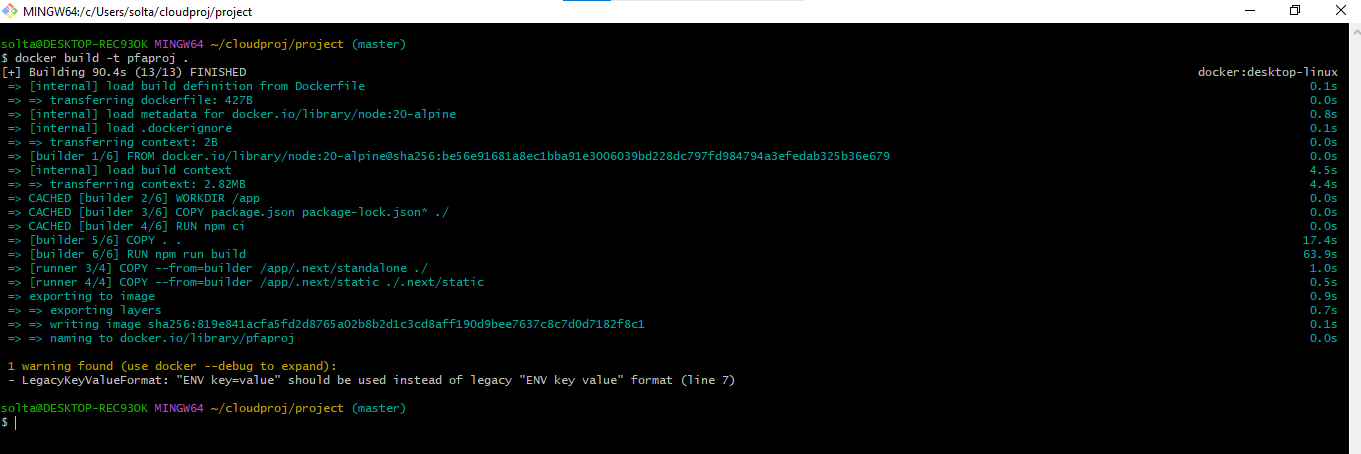 MINGW64:/c/Users/solta/cloudproj/project
solta@DESKTOP-REC93OK MINGW64 ~/cloudproj/project (master)
$ docker build -t pfaproj .
[+] Building 90.4s (13/13) FINISHED docker:desktop-linux
=> [internal] load build definition from Dockerfile 0.1s
=> => transferring dockerfile: 427B 0.0s
=> [internal] load metadata for docker.io/library/node:20-alpine 0.8s
=> [internal] load .dockerignore 0.1s
=> => transferring context: 2B 0.0s
=> [builder 1/6] FROM docker.io/library/node:20-alpine@sha256:be56e91681a8ec1bba91e3006039bd228dc797fd984794a3efedab325b36e679 0.0s
=> [internal] load build context 4.5s
=> => transferring context: 2.82MB 4.4s
=> CACHED [builder 2/6] WORKDIR /app 0.0s
=> CACHED [builder 3/6] COPY package.json package-lock.json* ./ 0.0s
=> CACHED [builder 4/6] RUN npm ci 0.0s
=> [builder 5/6] COPY . . 17.4s
=> [builder 6/6] RUN npm run build 63.9s
=> [runner 3/4] COPY --from=builder /app/.next/standalone ./ 1.0s
=> [runner 4/4] COPY --from=builder /app/.next/static ./.next/static 0.5s
=> exporting to image 0.9s
=> => exporting layers 0.7s
=> => writing image sha256:819e841acfa5fd2d8765a02b8b2d1c3cd8aff190d9bee7637c8c7d0d7182f8c1 0.1s
=> => naming to docker.io/library/pfaproj 0.0s
1 warning found (use docker --debug to expand):
- LegacyKeyValueFormat: "ENV key=value" should be used instead of legacy "ENV key value" format (line 7)
solta@DESKTOP-REC93OK MINGW64 ~/cloudproj/project (master)
$